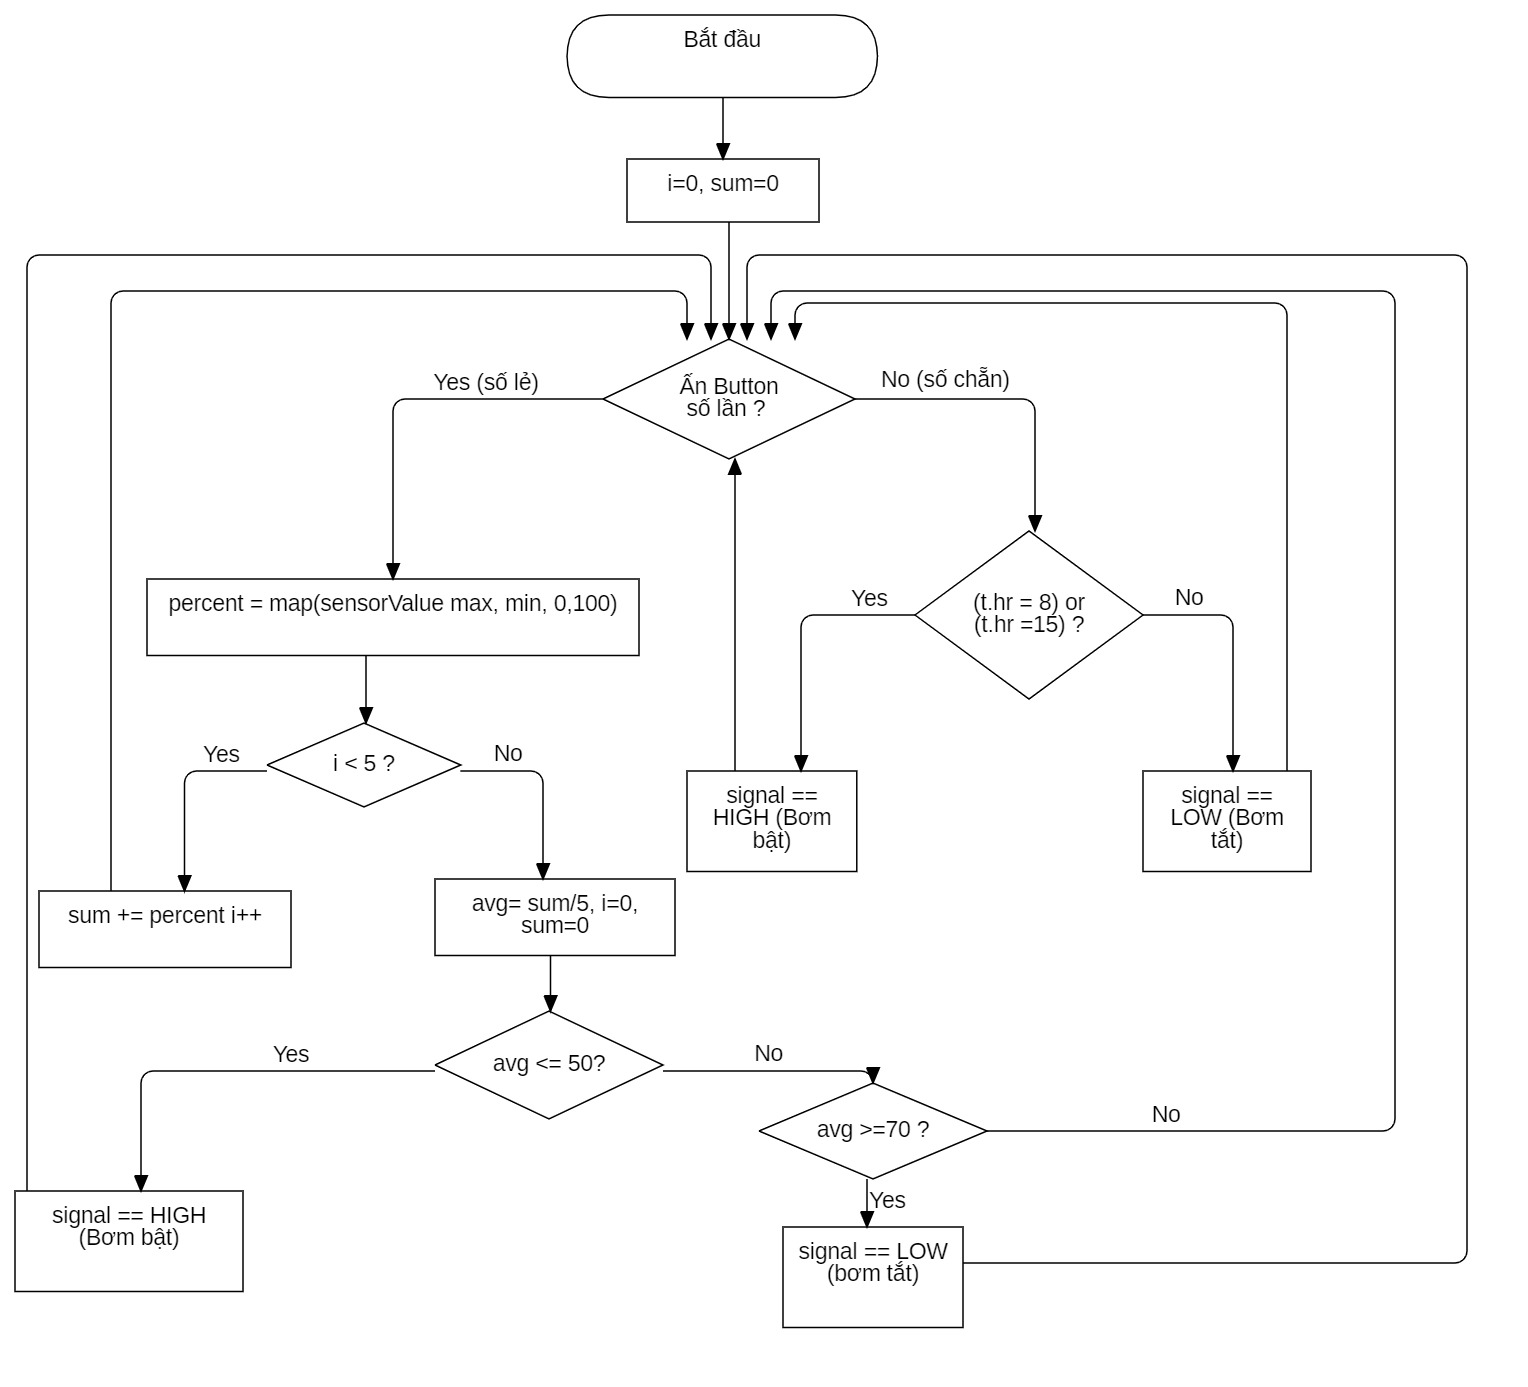 Bắt đầu
i=0, sum=0
Yes (số lẻ)
Ấn Button
số lần ?
No (số chẵn)
percent = map(sensorValue max, min, 0,100)
Yes
(t.hr = 8) or
(t.hr =15) ?
No
Yes
i < 5 ?
No
signal ==
HIGH (Bơm
bật)
signal ==
LOW (Bơm
tắt)
sum += percent i++
avg= sum/5, i=0,
sum=0
Yes
avg <= 50?
No
avg >=70 ?
No
Yes
signal == HIGH
(Bơm bật)
signal == LOW
(bơm tắt)